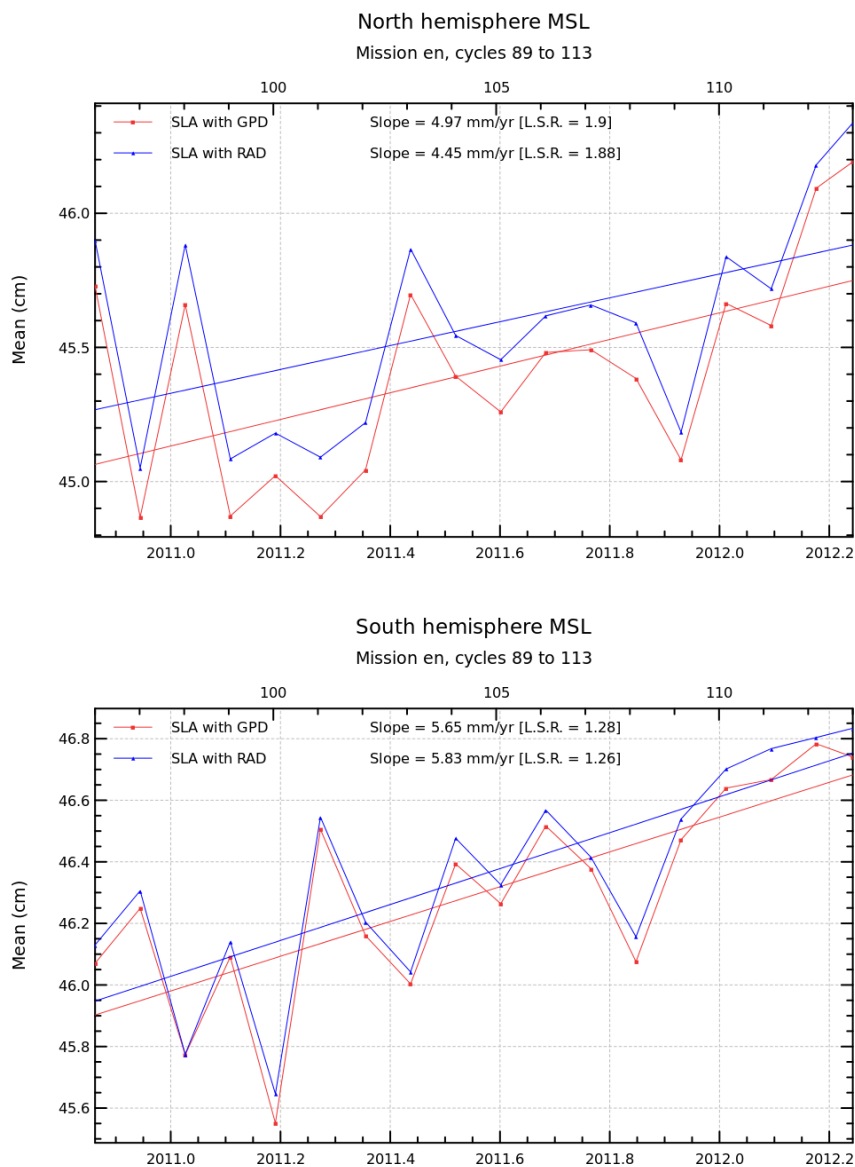 North hemisphere MSL
Mission en, cycles 89 to 113
100 105 110
SLA with GPD Slope = 4.97 mm/yr [L.S.R. = 1.9]
SLA with RAD Slope = 4.45 mm/yr [L.S.R. = 1.88]
Mean (cm)
46.0
45.5
45.0
2011.0 2011.2 2011.4 2011.6 2011.8 2012.0 2012.2
South hemisphere MSL
Mission en, cycles 89 to 113
100 105 110
SLA with GPD Slope = 5.65 mm/yr [L.S.R. = 1.28]
SLA with RAD Slope = 5.83 mm/yr [L.S.R. = 1.26]
Mean (cm)
46.8
46.6
46.4
46.2
46.0
45.8
45.6
2011.0 2011.2 2011.4 2011.6 2011.8 2012.0 2012.2